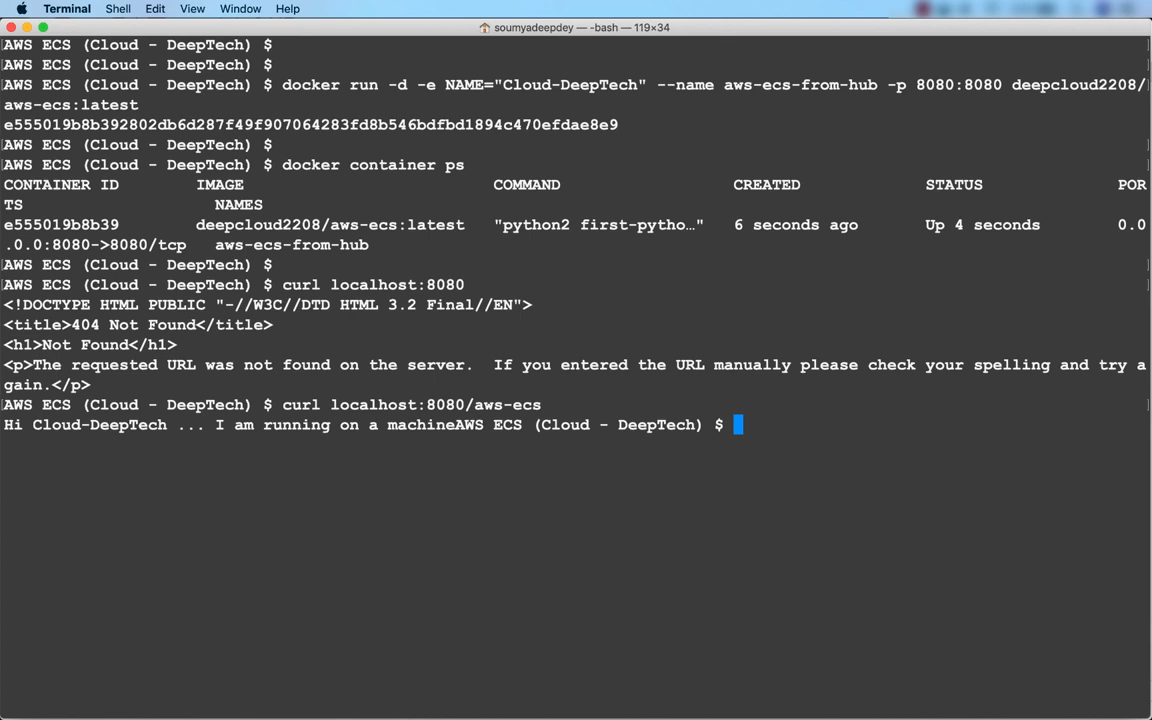 Terminal Shell Edit View Window Help
soumyadeepdey — -bash — 119×34
AWS ECS (Cloud - DeepTech) $
AWS ECS (Cloud - DeepTech) $
AWS ECS (Cloud - DeepTech) $ docker run -d -e NAME="Cloud-DeepTech" --name aws-ecs-from-hub -p 8080:8080 deepcloud2208/
aws-ecs:latest
e555019b8b392802db6d287f49f907064283fd8b546bdfbd1894c470efdae8e9
AWS ECS (Cloud - DeepTech) $
AWS ECS (Cloud - DeepTech) $ docker container ps
CONTAINER ID        IMAGE                          COMMAND                  CREATED             STATUS              POR
TS                    NAMES
e555019b8b39        deepcloud2208/aws-ecs:latest   "python2 first-pytho…"   6 seconds ago       Up 4 seconds        0.0
.0.0:8080->8080/tcp   aws-ecs-from-hub
AWS ECS (Cloud - DeepTech) $
AWS ECS (Cloud - DeepTech) $ curl localhost:8080
<!DOCTYPE HTML PUBLIC "-//W3C//DTD HTML 3.2 Final//EN">
<title>404 Not Found</title>
<h1>Not Found</h1>
<p>The requested URL was not found on the server.  If you entered the URL manually please check your spelling and try a
gain.</p>
AWS ECS (Cloud - DeepTech) $ curl localhost:8080/aws-ecs
Hi Cloud-DeepTech ... I am running on a machineAWS ECS (Cloud - DeepTech) $